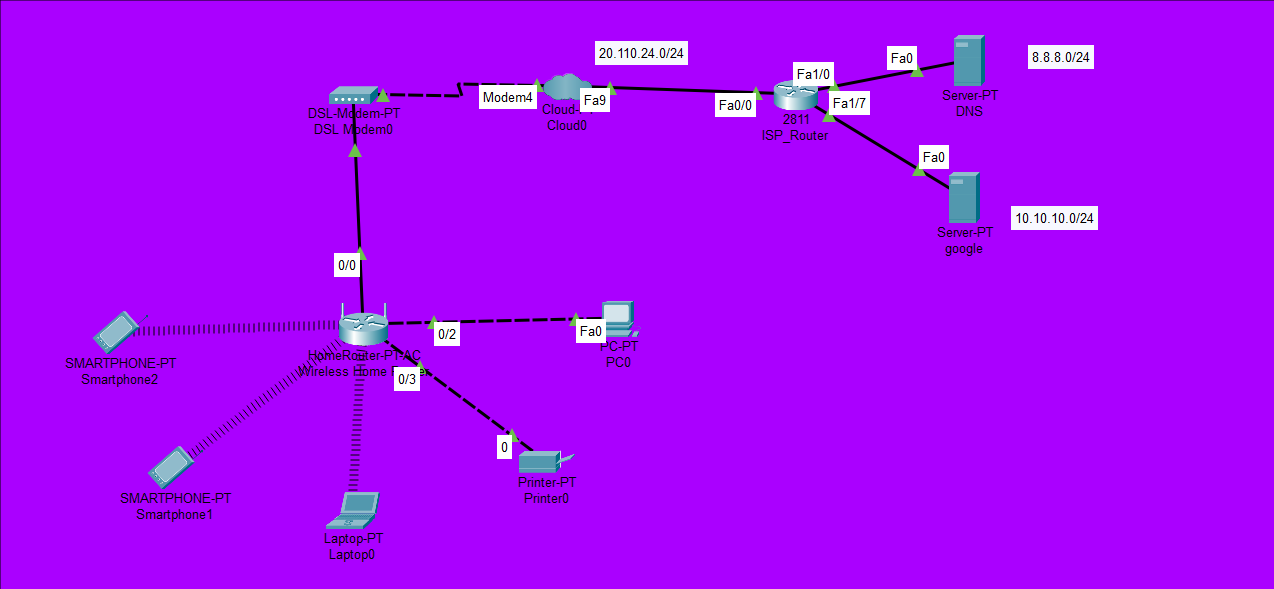 20.110.24.0/24
Fa0
8.8.8.0/24
Fa1/0
Modem4
Fa9
Fa0/0
Fa1/7
Server-PT
DNS
DSL-Modem-PT
DSL Modem0
Cloud-PT
Cloud0
2811
ISP_Router
Fa0
10.10.10.0/24
Server-PT
google
0/0
0/2
Fa0
PC-PT
PC0
HomeRouter-PT-AC
Wireless Home Router
0/3
SMARTPHONE-PT
Smartphone2
0
Printer-PT
Printer0
SMARTPHONE-PT
Smartphone1
Laptop-PT
Laptop0